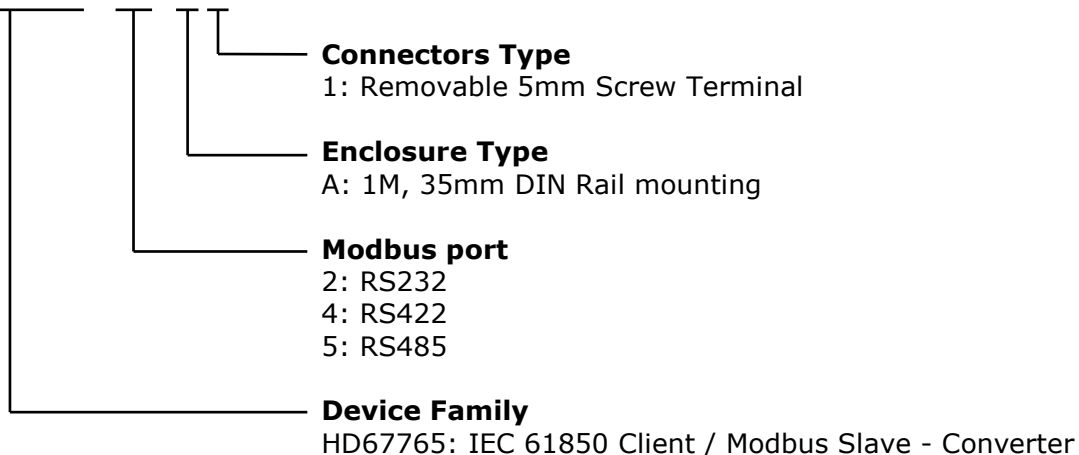 Connectors Type
1: Removable 5mm Screw Terminal
Enclosure Type
A: 1M, 35mm DIN Rail mounting
Modbus port
2: RS232
4: RS422
5: RS485
Device Family
HD67765: IEC 61850 Client / Modbus Slave - Converter